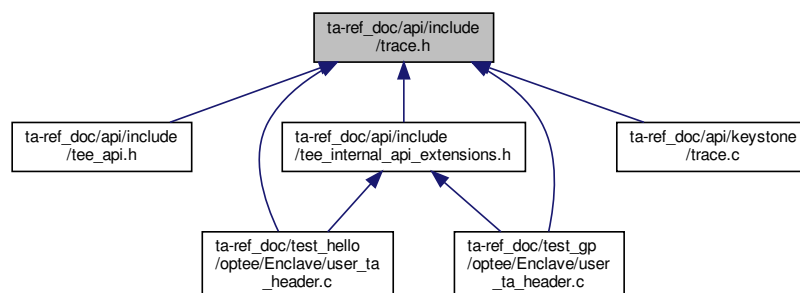 ta-ref_doc/api/include
/trace.h
ta-ref_doc/api/include
/tee_api.h
ta-ref_doc/api/include
/tee_internal_api_extensions.h
ta-ref_doc/api/keystone
/trace.c
ta-ref_doc/test_hello
/optee/Enclave/user_ta
_header.c
ta-ref_doc/test_gp
/optee/Enclave/user
_ta_header.c